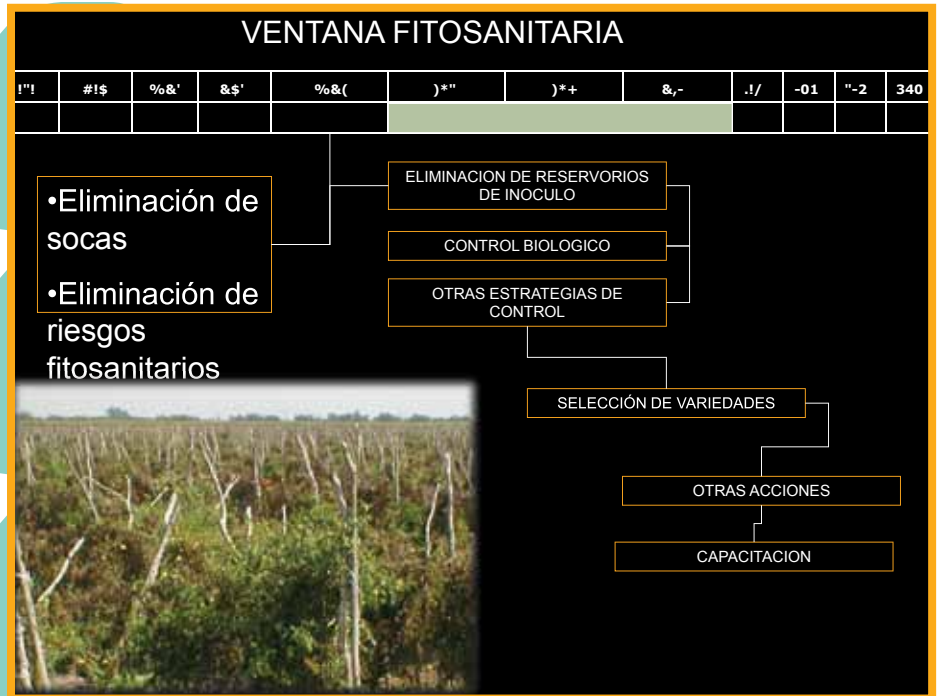 VENTANA FITOSANITARIA
!"! #!$ %&' &$' %&( )*" )*+ &,- .!/ -01 "-2 340
•Eliminación de
socas
•Eliminación de
riesgos
fitosanitarios
ELIMINACION DE RESERVORIOS
DE INOCULO
CONTROL BIOLOGICO
OTRAS ESTRATEGIAS DE
CONTROL
SELECCIÓN DE VARIEDADES
OTRAS ACCIONES
CAPACITACION